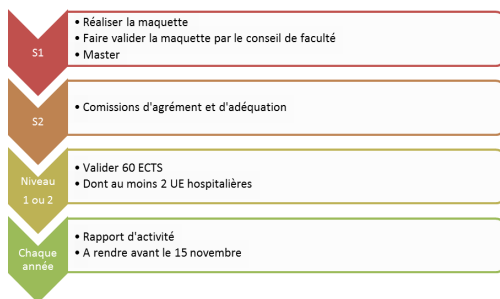 S1
• Réaliser la maquette
• Faire valider la maquette par le conseil de faculté
• Master
S2
• Comissions d'agrément et d'adéquation
Niveau
1 ou 2
• Valider 60 ECTS
• Dont au moins 2 UE hospitalières
Chaque
année
• Rapport d'activité
• A rendre avant le 15 novembre